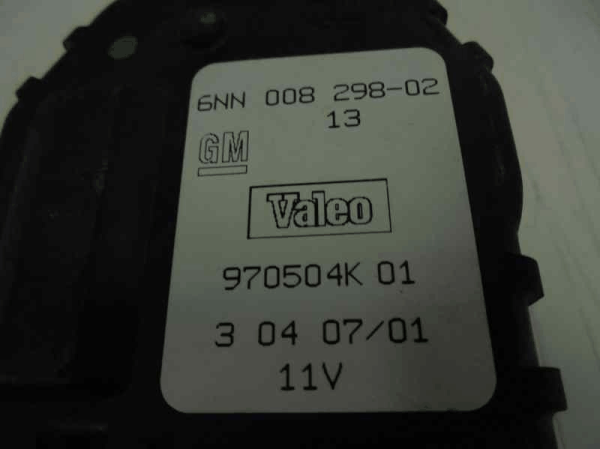 6NN 008 298-02
13
GM
Valeo
970504K 01
3 04 07/01
11V